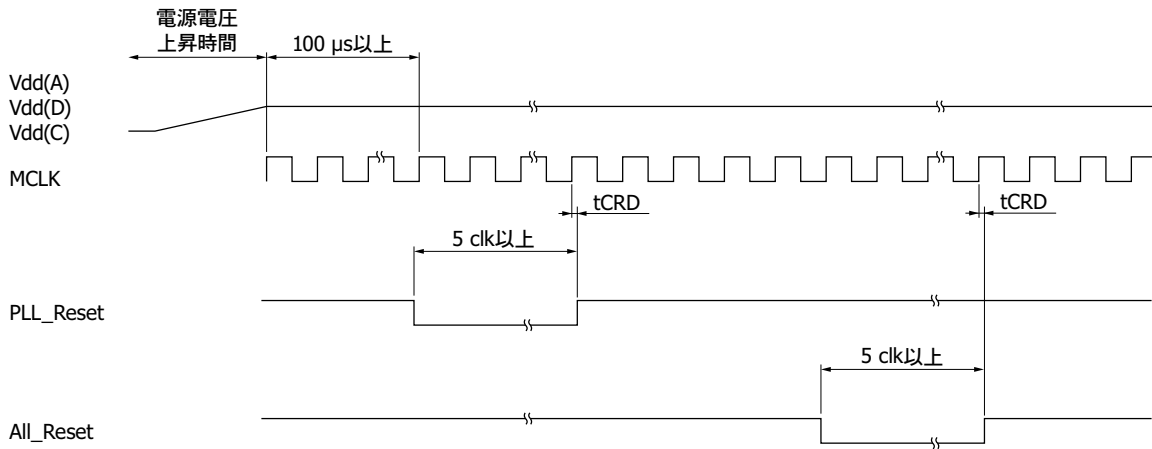 電源電圧
上昇時間
100 µs以上
Vdd(A)
Vdd(D)
Vdd(C)
MCLK
tCRD
tCRD
5 clk以上
PLL_Reset
5 clk以上
All_Reset